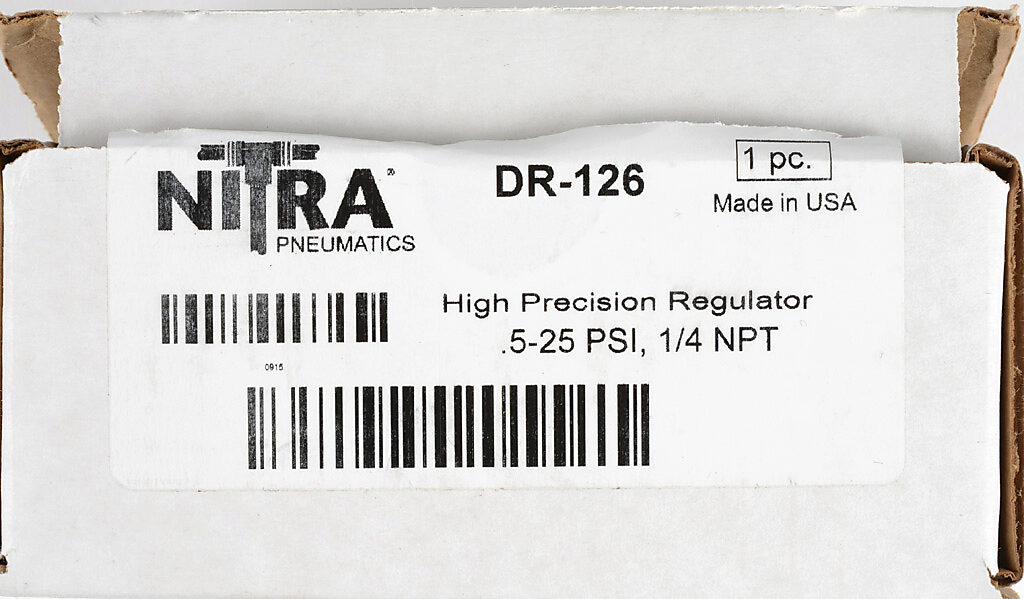 NITRA®
PNEUMATICS
DR-126
1 pc.
Made in USA
High Precision Regulator
.5-25 PSI, 1/4 NPT
0915